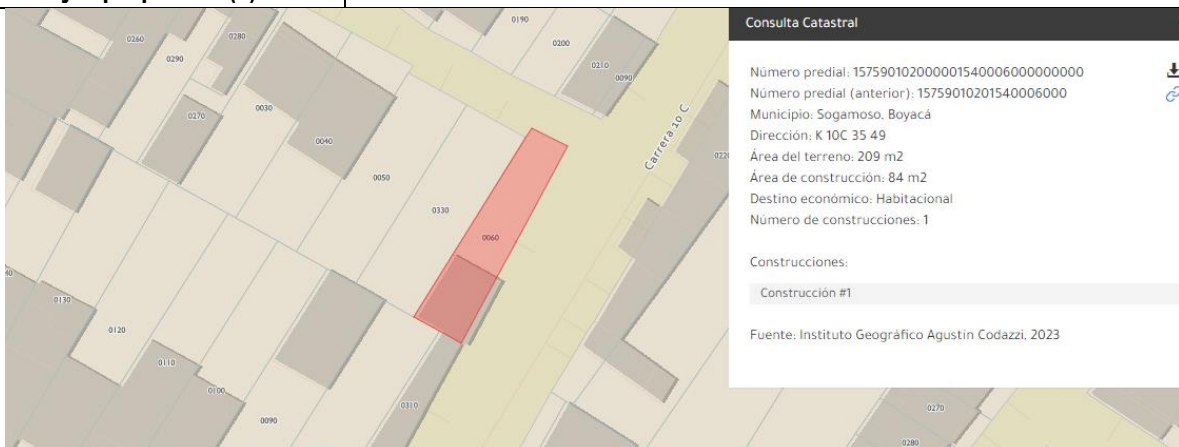 0190
0260
0280
0200
0290
0210
0090
0030
0270
0040
Carrera 10 C
0050
0330
0060
0130
0120
0110
0100
0090
0310
0270
0280
Consulta Catastral
Número predial: 157590102000001540006000000000
Número predial (anterior): 15759010201540006000
Municipio: Sogamoso, Boyacá
Dirección: K 10C 35 49
Área del terreno: 209 m2
Área de construcción: 84 m2
Destino económico: Habitacional
Número de construcciones: 1
Construcciones:
Construcción #1
Fuente: Instituto Geográfico Agustín Codazzi, 2023